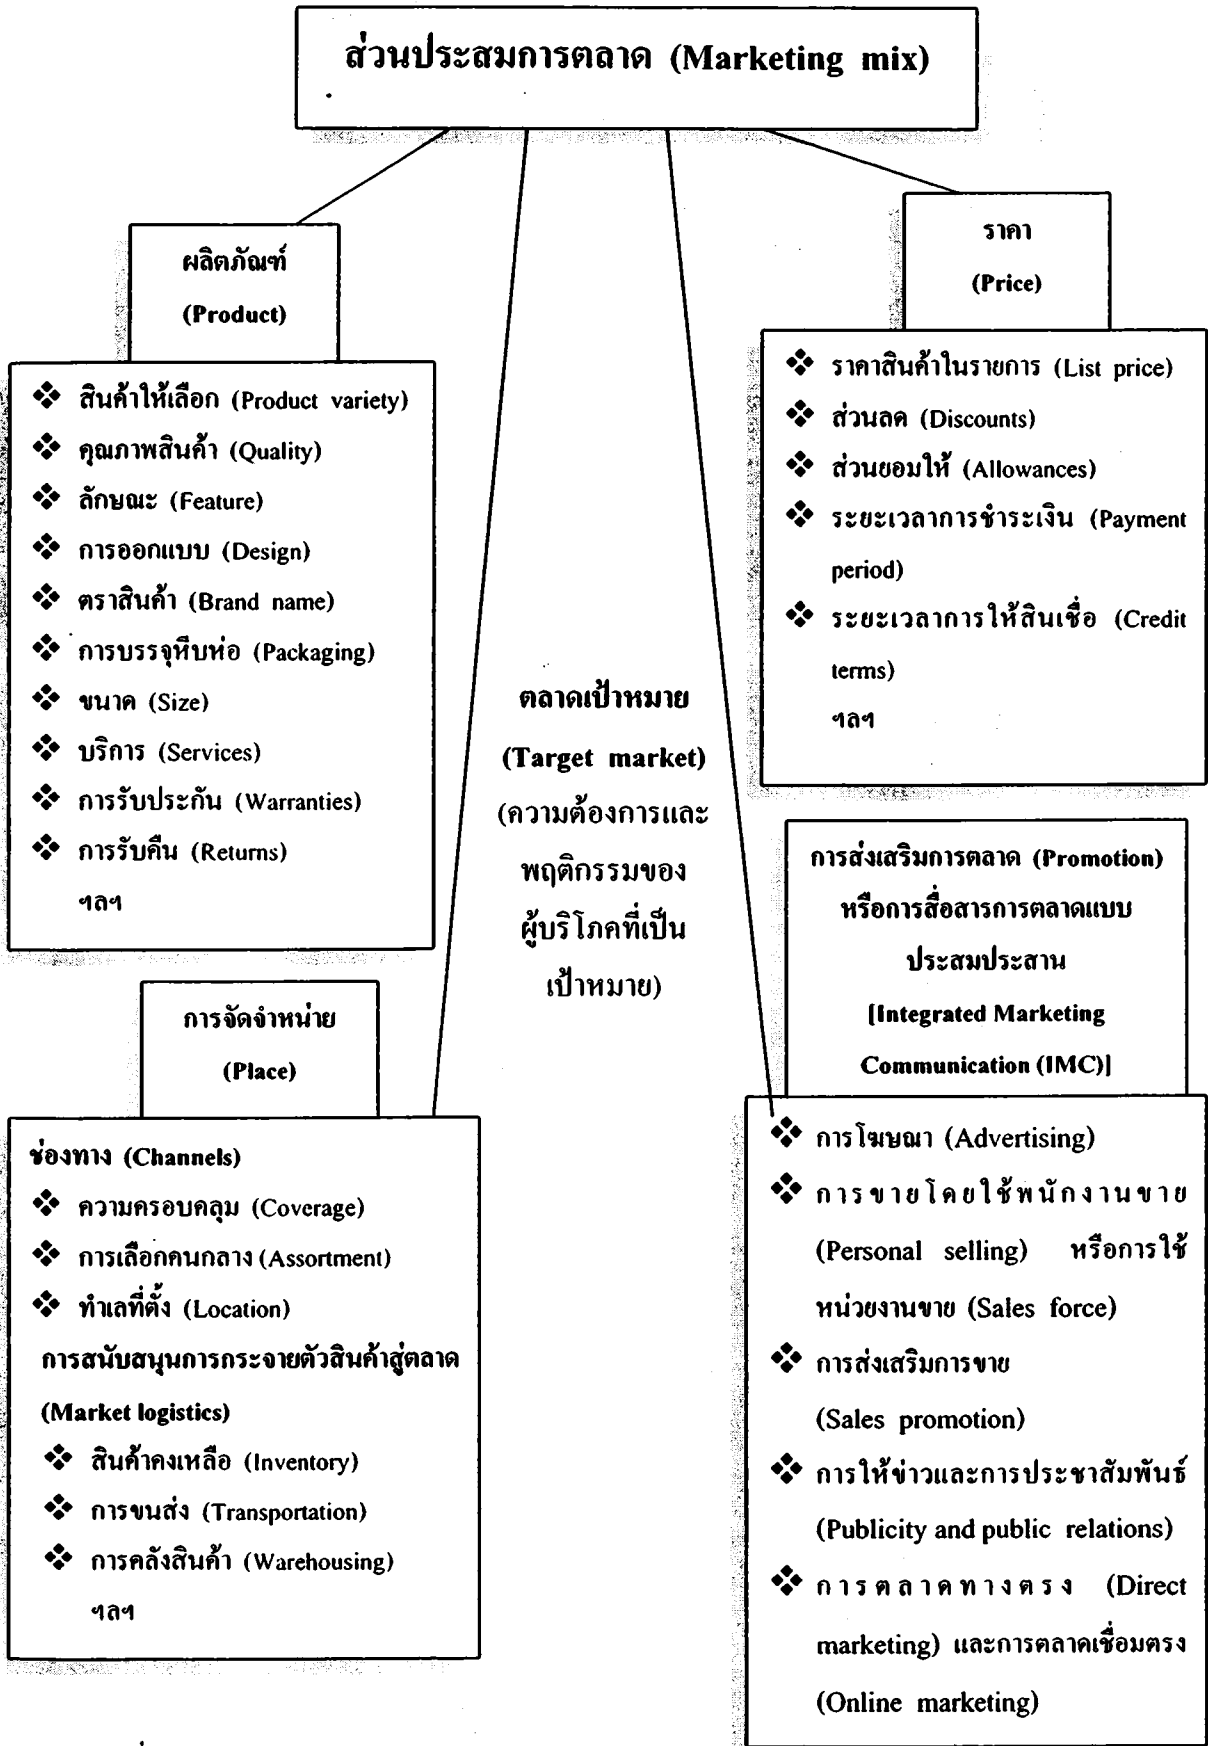 ส่วนประสมการตลาด (Marketing mix)
ผลิตภัณฑ์
(Product)
❖ สินค้าให้เลือก (Product variety)
❖ คุณภาพสินค้า (Quality)
❖ ลักษณะ (Feature)
❖ การออกแบบ (Design)
❖ ตราสินค้า (Brand name)
❖ การบรรจุหีบห่อ (Packaging)
❖ ขนาด (Size)
❖ บริการ (Services)
❖ การรับประกัน (Warranties)
❖ การรับคืน (Returns)
ฯลฯ
ราคา
(Price)
❖ ราคาสินค้าในรายการ (List price)
❖ ส่วนลด (Discounts)
❖ ส่วนยอมให้ (Allowances)
❖ ระยะเวลาการชำระเงิน (Payment
period)
❖ ระยะเวลาการให้สินเชื่อ (Credit
terms)
ฯลฯ
ตลาดเป้าหมาย
(Target market)
(ความต้องการและ
พฤติกรรมของ
ผู้บริโภคที่เป็น
เป้าหมาย)
การจัดจำหน่าย
(Place)
ช่องทาง (Channels)
❖ ความครอบคลุม (Coverage)
❖ การเลือกคนกลาง (Assortment)
❖ ทำเลที่ตั้ง (Location)
การสนับสนุนการกระจายตัวสินค้าสู่ตลาด
(Market logistics)
❖ สินค้าคงเหลือ (Inventory)
❖ การขนส่ง (Transportation)
❖ การคลังสินค้า (Warehousing)
ฯลฯ
การส่งเสริมการตลาด (Promotion)
หรือการสื่อสารการตลาดแบบ
ประสมประสาน
[Integrated Marketing
Communication (IMC)]
❖ การโฆษณา (Advertising)
❖ การขายโดยใช้พนักงานขาย
(Personal selling) หรือการใช้
หน่วยงานขาย (Sales force)
❖ การส่งเสริมการขาย
(Sales promotion)
❖ การให้ข่าวและการประชาสัมพันธ์
(Publicity and public relations)
❖ การตลาดทางตรง (Direct
marketing) และการตลาดเชื่อมตรง
(Online marketing)